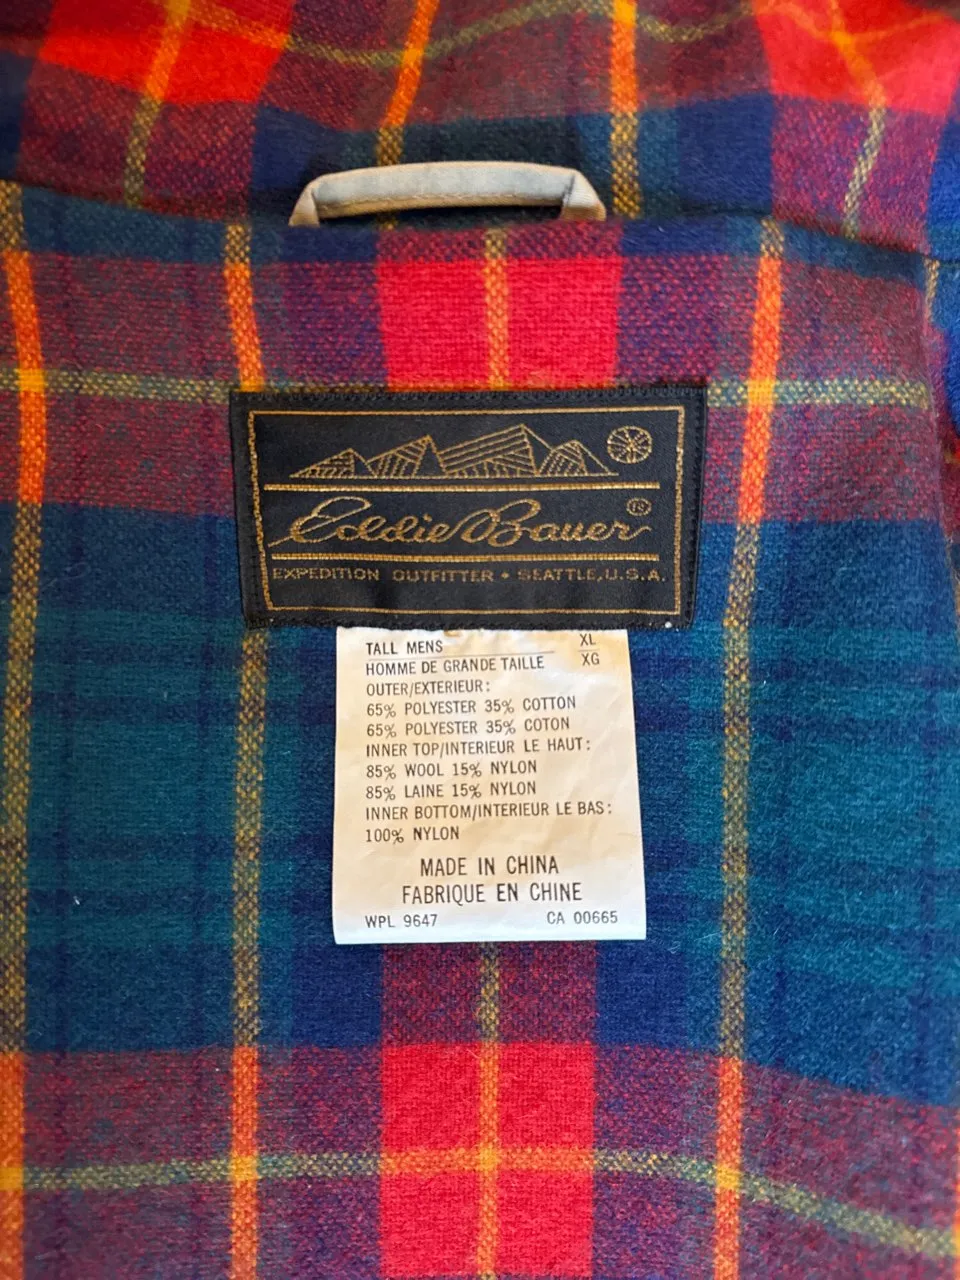 Eddie Bauer®
EXPEDITION OUTFITTER • SEATTLE, U.S.A.
TALL MENS XL
HOMME DE GRANDE TAILLE XG
OUTER/EXTERIEUR:
65% POLYESTER 35% COTTON
65% POLYESTER 35% COTON
INNER TOP/INTERIEUR LE HAUT:
85% WOOL 15% NYLON
85% LAINE 15% NYLON
INNER BOTTOM/INTERIEUR LE BAS:
100% NYLON
MADE IN CHINA
FABRIQUE EN CHINE
WPL 9647 CA 00665